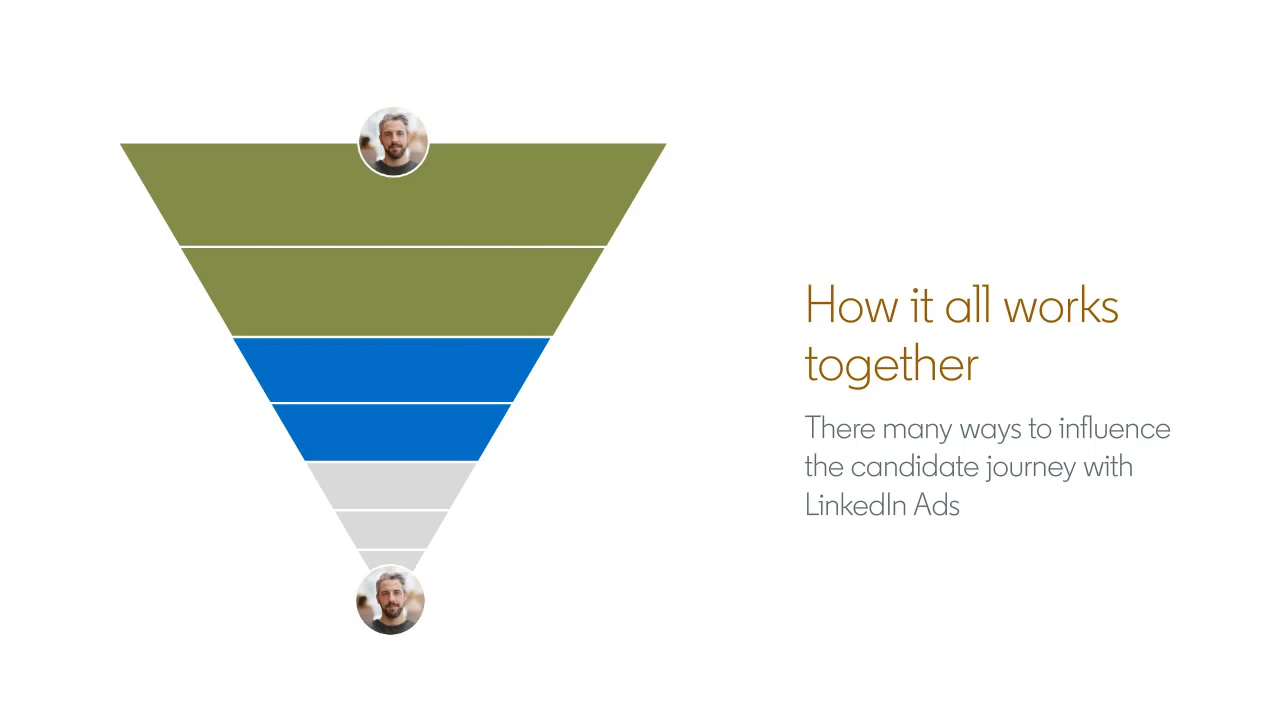 How it all works
together
There many ways to influence
the candidate journey with
LinkedIn Ads